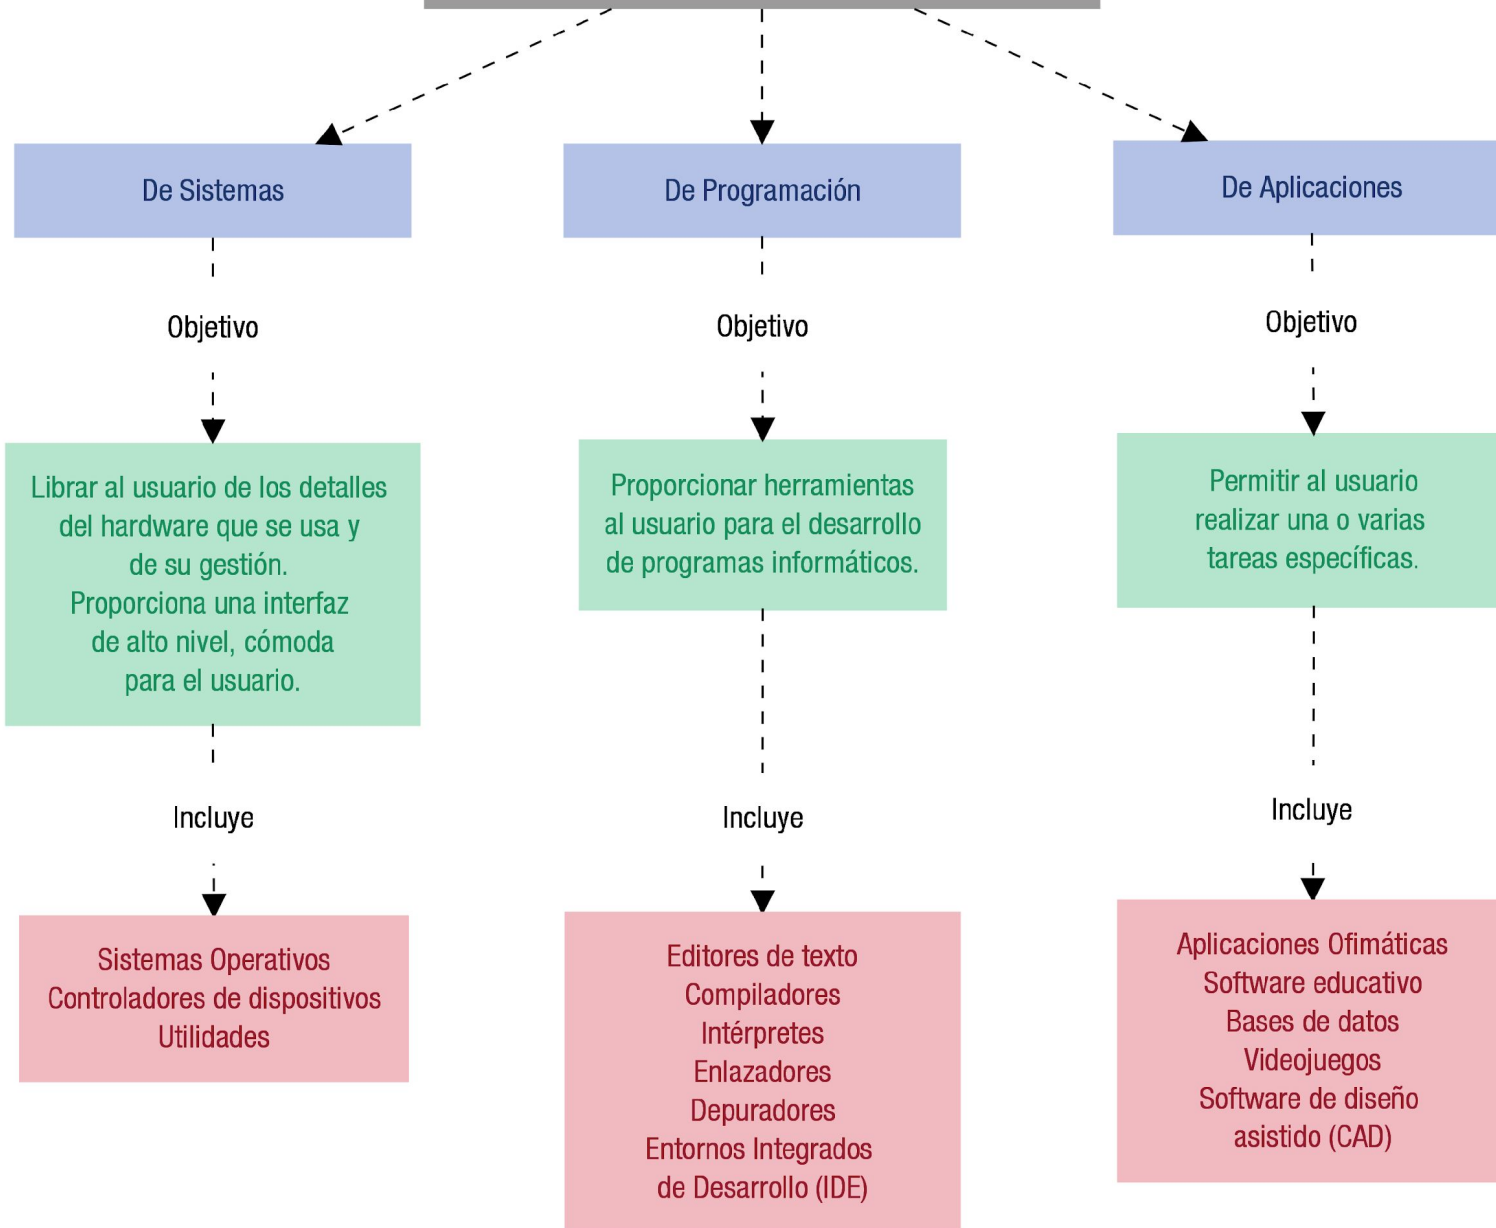 De Sistemas
De Programación
De Aplicaciones
Objetivo
Objetivo
Objetivo
Librar al usuario de los detalles
del hardware que se usa y
de su gestión.
Proporciona una interfaz
de alto nivel, cómoda
para el usuario.
Proporcionar herramientas
al usuario para el desarrollo
de programas informáticos.
Permitir al usuario
realizar una o varias
tareas específicas.
Incluye
Incluye
Incluye
Sistemas Operativos
Controladores de dispositivos
Utilidades
Editores de texto
Compiladores
Intérpretes
Enlazadores
Depuradores
Entornos Integrados
de Desarrollo (IDE)
Aplicaciones Ofimáticas
Software educativo
Bases de datos
Videojuegos
Software de diseño
asistido (CAD)